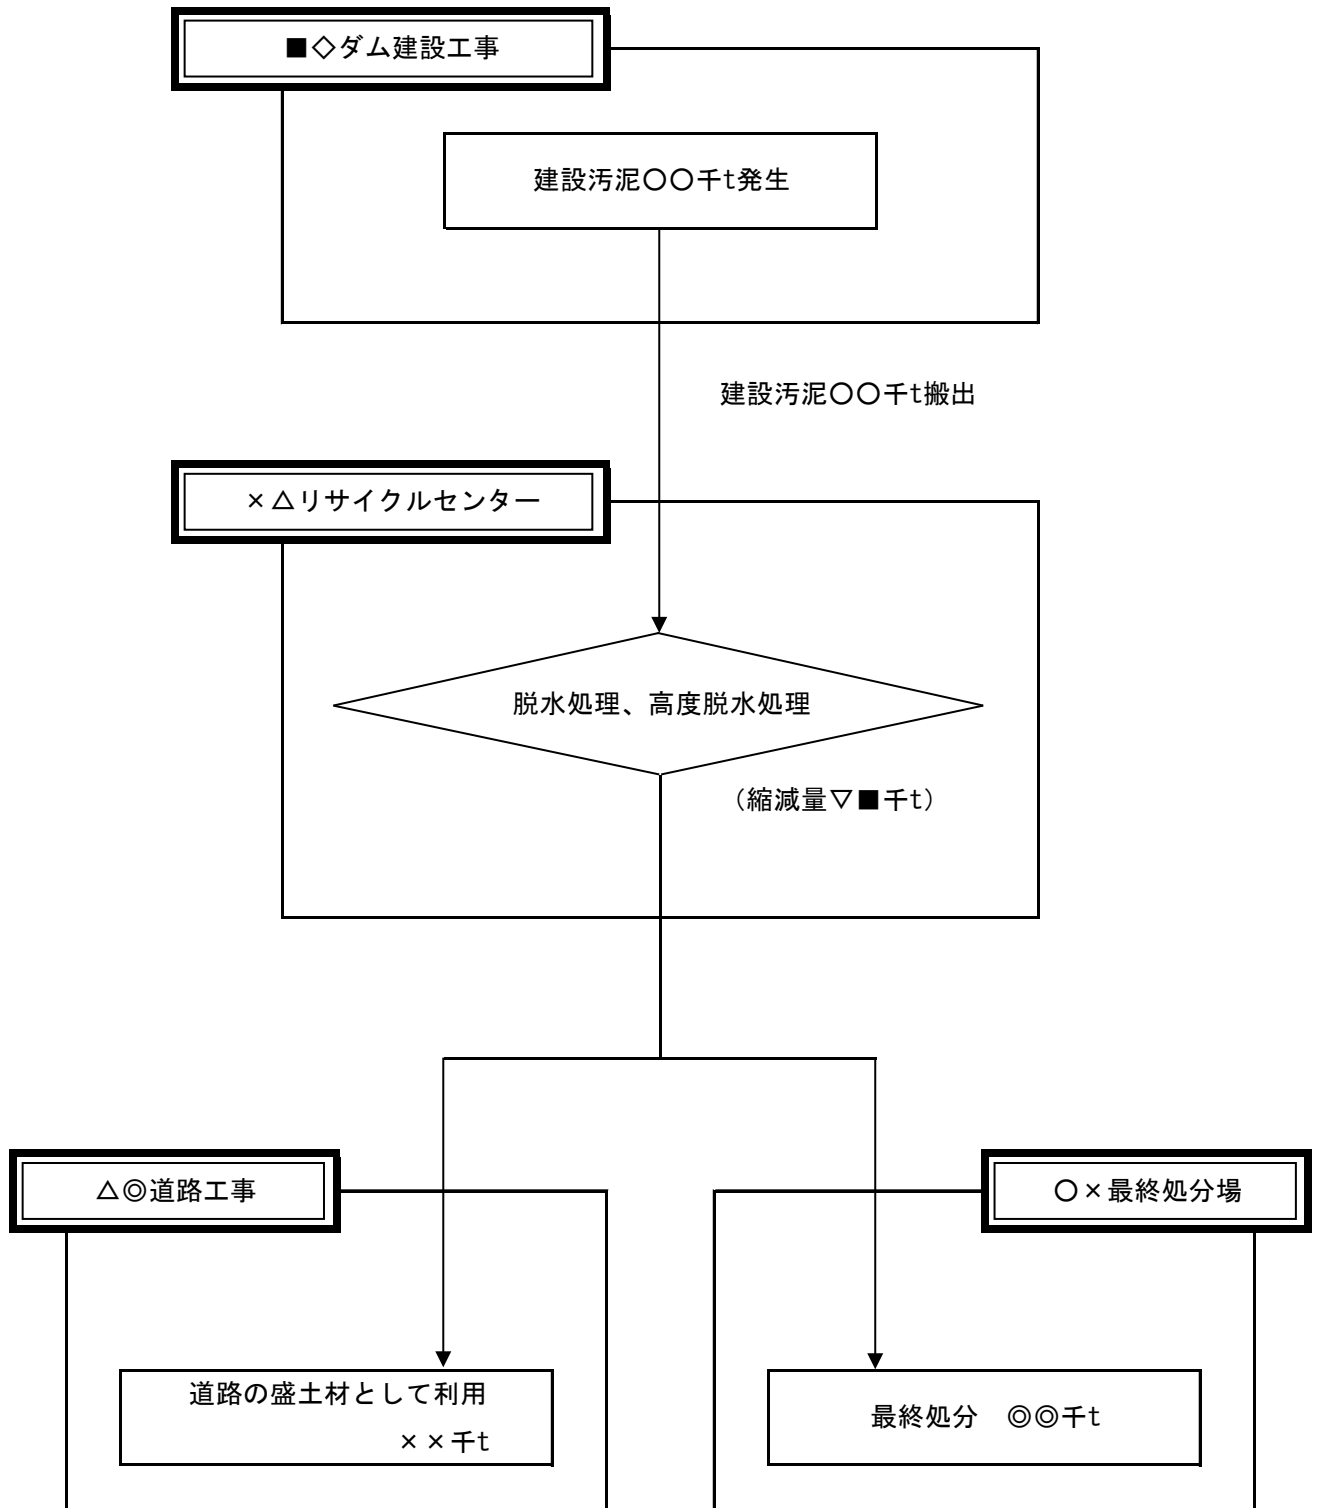 ■◇ダム建設工事
建設汚泥〇〇千t発生
建設汚泥〇〇千t搬出
×△リサイクルセンター
脱水処理、高度脱水処理
（縮減量▽■千t）
△◎道路工事
〇×最終処分場
道路の盛土材として利用
××千t
最終処分　◎◎千t